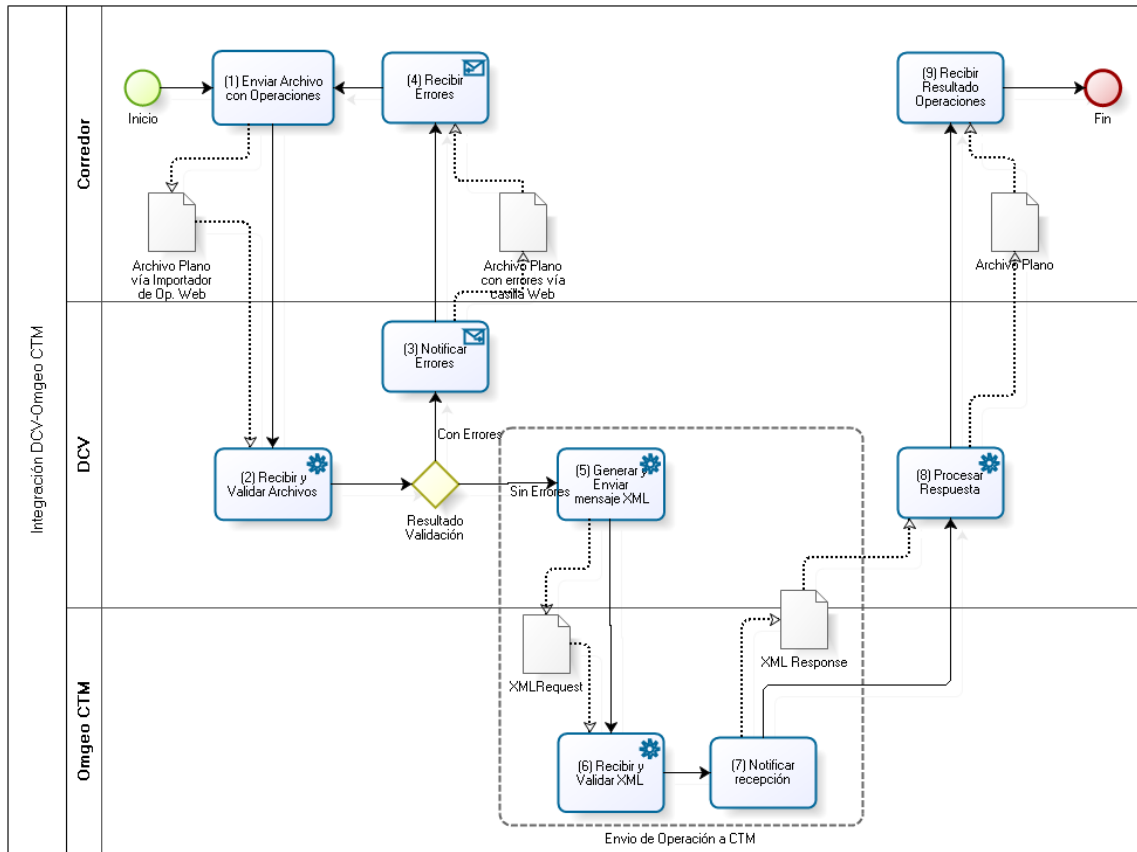 Integración DCV-Omgeo CTM
Corredor
Inicio
(1) Enviar Archivo
con Operaciones
(4) Recibir
Errores
(9) Recibir
Resultado
Operaciones
Fin
Archivo Plano
vía Importador
de Op. Web
Archivo Plano
con errores vía
casilla Web
Archivo Plano
DCV
(3) Notificar
Errores
Con Errores
(2) Recibir y
Validar Archivos
Resultado
Validación
Sin Errores
(5) Generar y
Enviar
mensaje XML
(8) Procesar
Respuesta
Omgeo CTM
XMLRequest
XML Response
(6) Recibir y
Validar XML
(7) Notificar
recepción
Envio de Operación a CTM